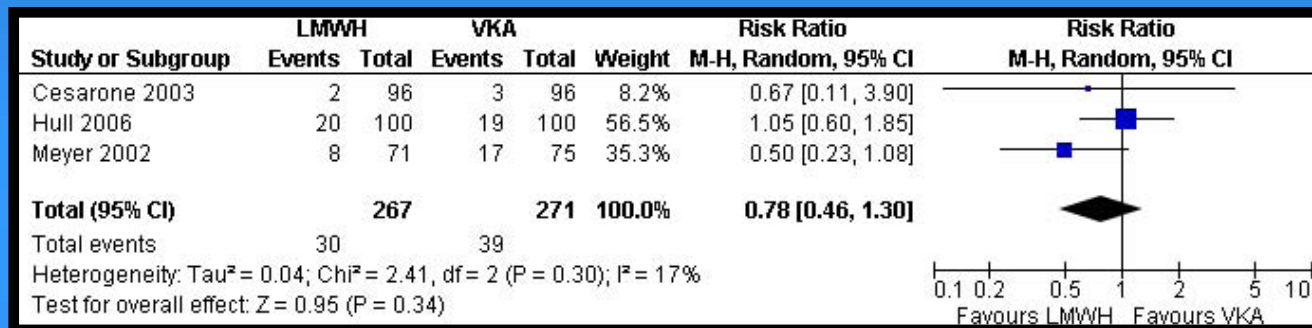 LMWH VKA Risk Ratio Risk Ratio
Study or Subgroup Events Total Events Total Weight M-H, Random, 95% CI M-H, Random, 95% CI
Cesarone 2003 2 96 3 96 8.2% 0.67 [0.11, 3.90]
Hull 2006 20 100 19 100 56.5% 1.05 [0.60, 1.85]
Meyer 2002 8 71 17 75 35.3% 0.50 [0.23, 1.08]
Total (95% CI) 267 271 100.0% 0.78 [0.46, 1.30]
Total events 30 39
Heterogeneity: Tau² = 0.04; Chi² = 2.41, df = 2 (P = 0.30); I² = 17%
Test for overall effect: Z = 0.95 (P = 0.34)
0.1 0.2 0.5 1 2 5 10
Favours LMWH Favours VKA